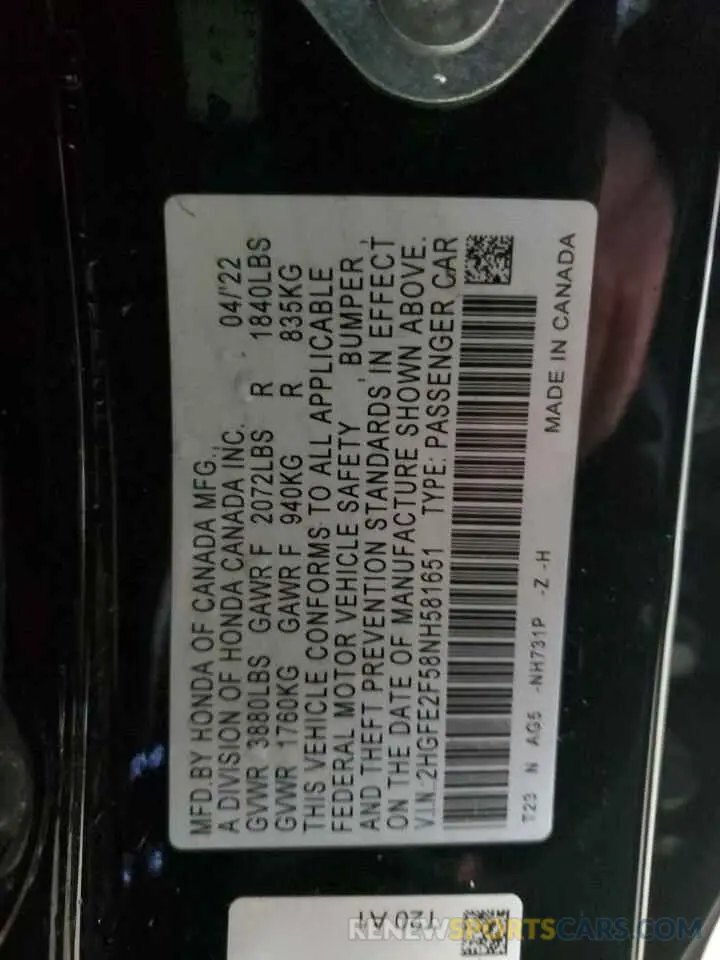 MFD.BY HONDA OF CANADA MFG.,
A DIVISION OF HONDA CANADA INC. 04/'22
GVWR 3880LBS GAWR F 2072LBS R 1840LBS
GVWR 1760KG GAWR F 940KG R 835KG
THIS VEHICLE CONFORMS TO ALL APPLICABLE
FEDERAL MOTOR VEHICLE SAFETY , BUMPER ,
AND THEFT PREVENTION STANDARDS IN EFFECT
ON THE DATE OF MANUFACTURE SHOWN ABOVE.
V.I.N.:2HGFE2F58NH581651 TYPE: PASSENGER CAR
T23 N AG5 -NH731P -Z -H MADE IN CANADA
T20 A1
RENEWSPORTSCARS.COM